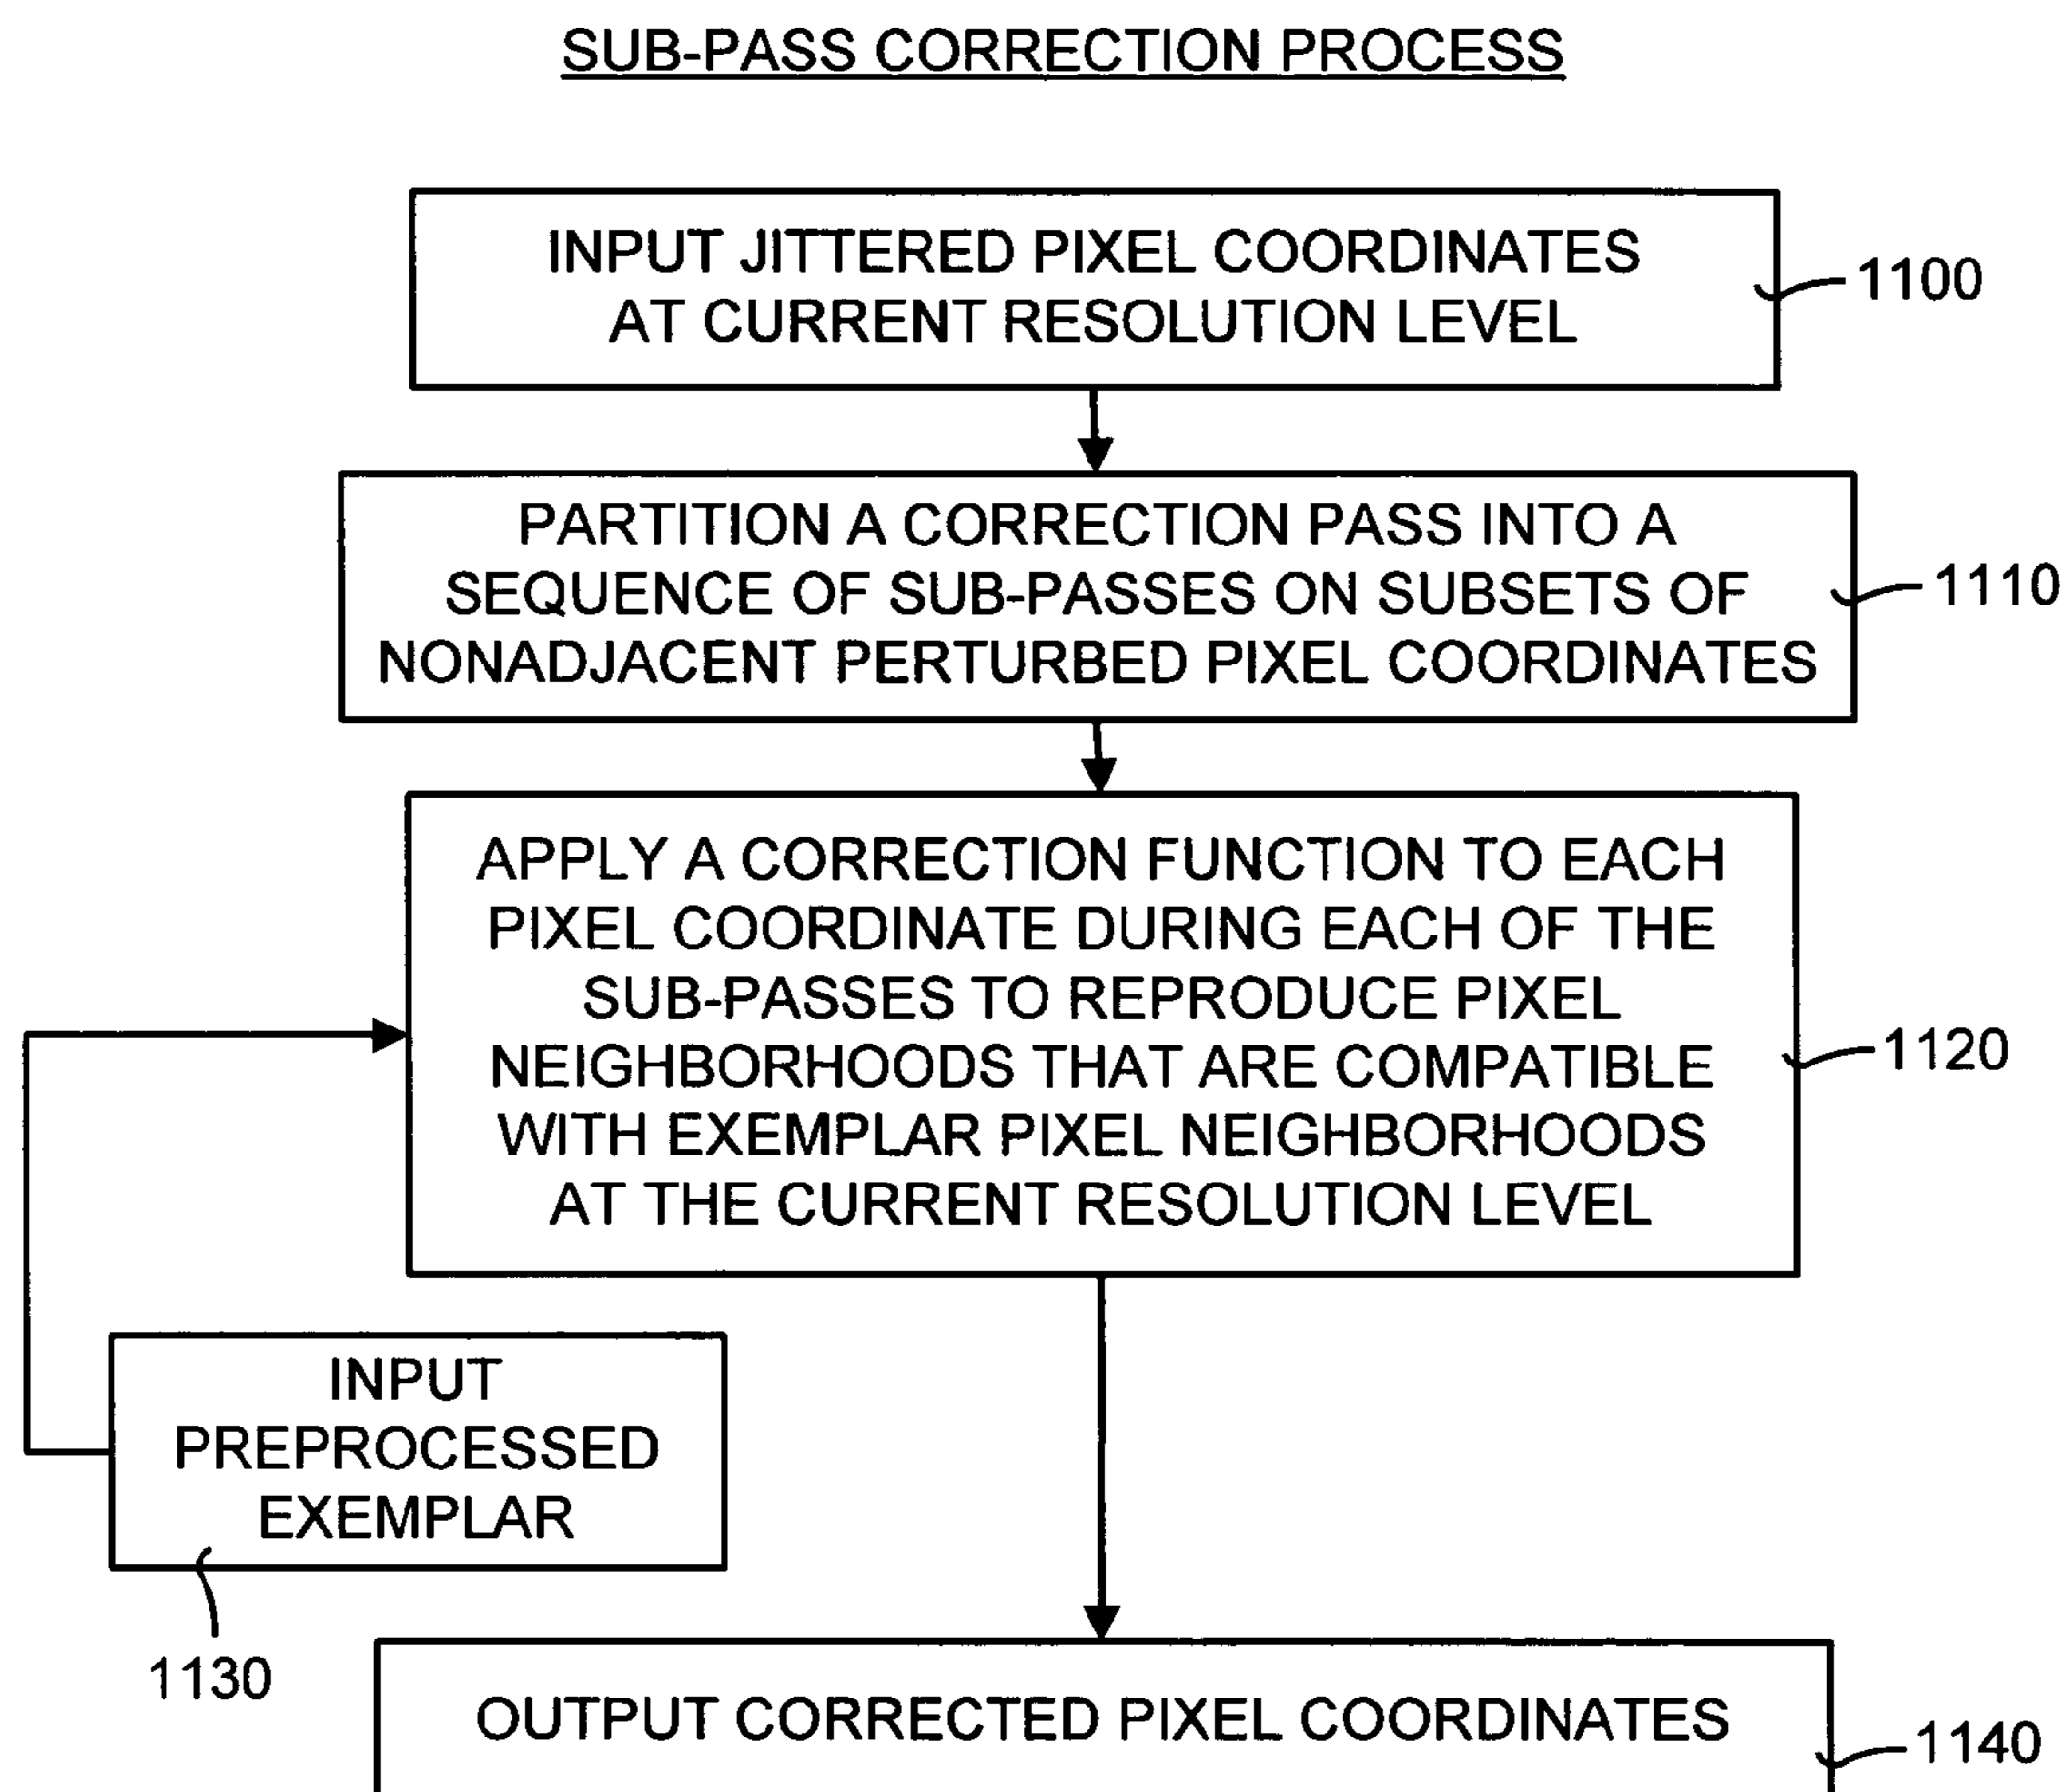 SUB-PASS CORRECTION PROCESS
INPUT JITTERED PIXEL COORDINATES
AT CURRENT RESOLUTION LEVEL
1100
PARTITION A CORRECTION PASS INTO A
SEQUENCE OF SUB-PASSES ON SUBSETS OF
NONADJACENT PERTURBED PIXEL COORDINATES
1110
APPLY A CORRECTION FUNCTION TO EACH
PIXEL COORDINATE DURING EACH OF THE
SUB-PASSES TO REPRODUCE PIXEL
NEIGHBORHOODS THAT ARE COMPATIBLE
WITH EXEMPLAR PIXEL NEIGHBORHOODS
AT THE CURRENT RESOLUTION LEVEL
1120
INPUT
PREPROCESSED
EXEMPLAR
1130
OUTPUT CORRECTED PIXEL COORDINATES
1140